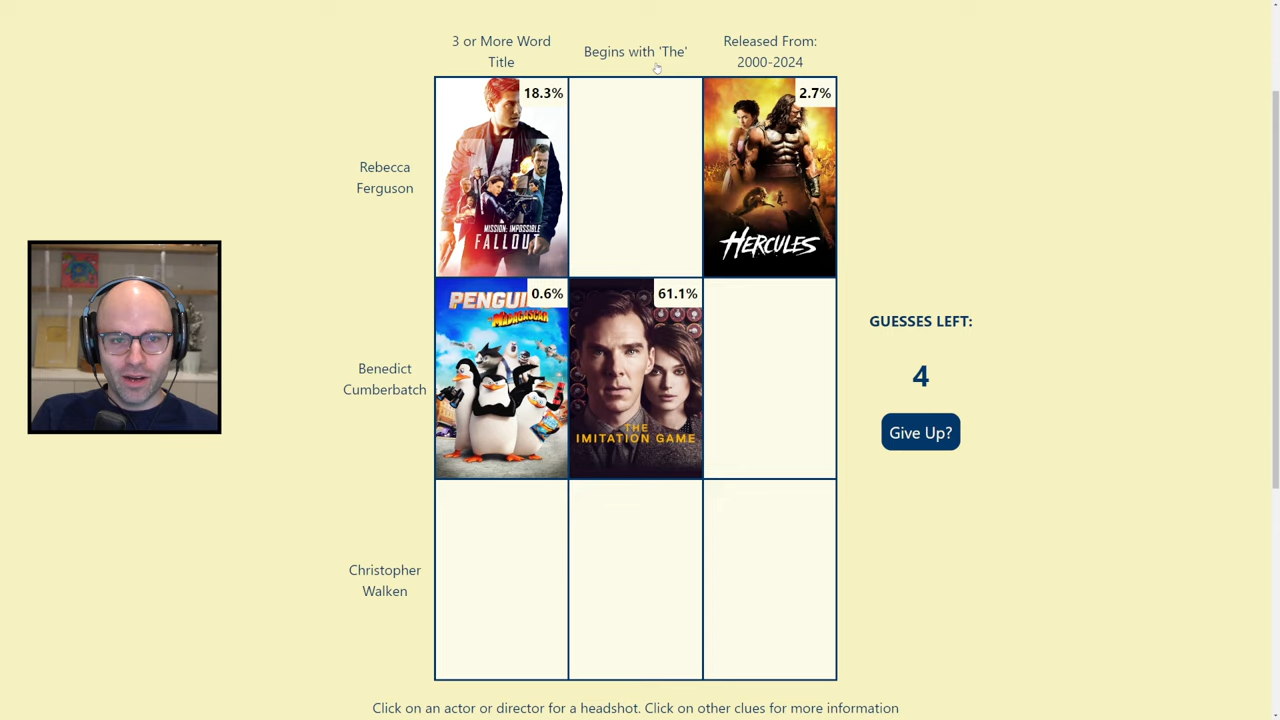 3 or More Word
Title
Begins with 'The'
Released From:
2000-2024
Rebecca
Ferguson
18.3%
MISSION: IMPOSSIBLE
FALLOUT
2.7%
HERCULES
Benedict
Cumberbatch
0.6%
MADAGASCAR
61.1%
THE
IMITATION GAME
GUESSES LEFT:
4
Give Up?
Christopher
Walken
Click on an actor or director for a headshot. Click on other clues for more information